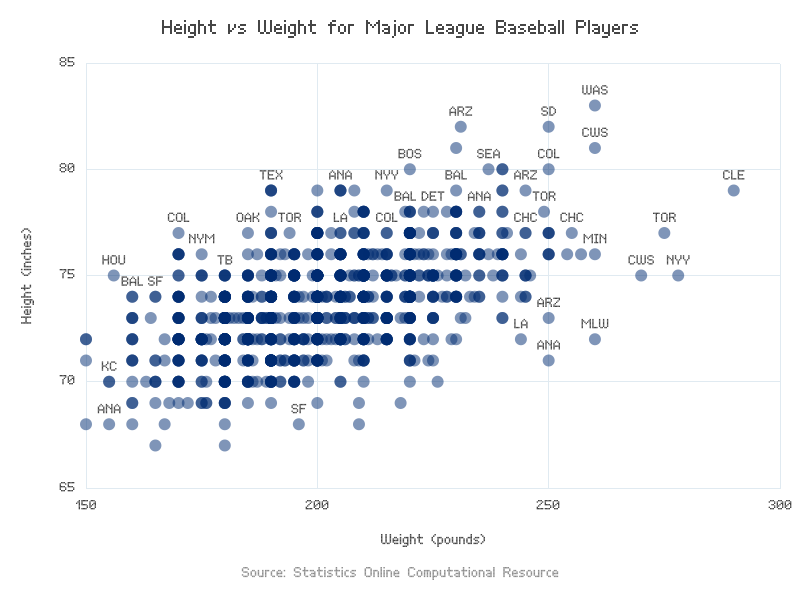 Height vs Weight for Major League Baseball Players
85
WAS
ARZ SD
CWS
BOS SEA COL
80
TEX ANA NYY BAL ARZ CLE
BAL DET ANA TOR
COL OAK TOR LA COL CHC CHC TOR
NYM MIN
HOU TB CWS NYY
75
BAL SF
ARZ
LA MLW
ANA
KC
70
ANA SF
65
150 200 250 300
Height (inches)
Weight (pounds)
Source: Statistics Online Computational Resource